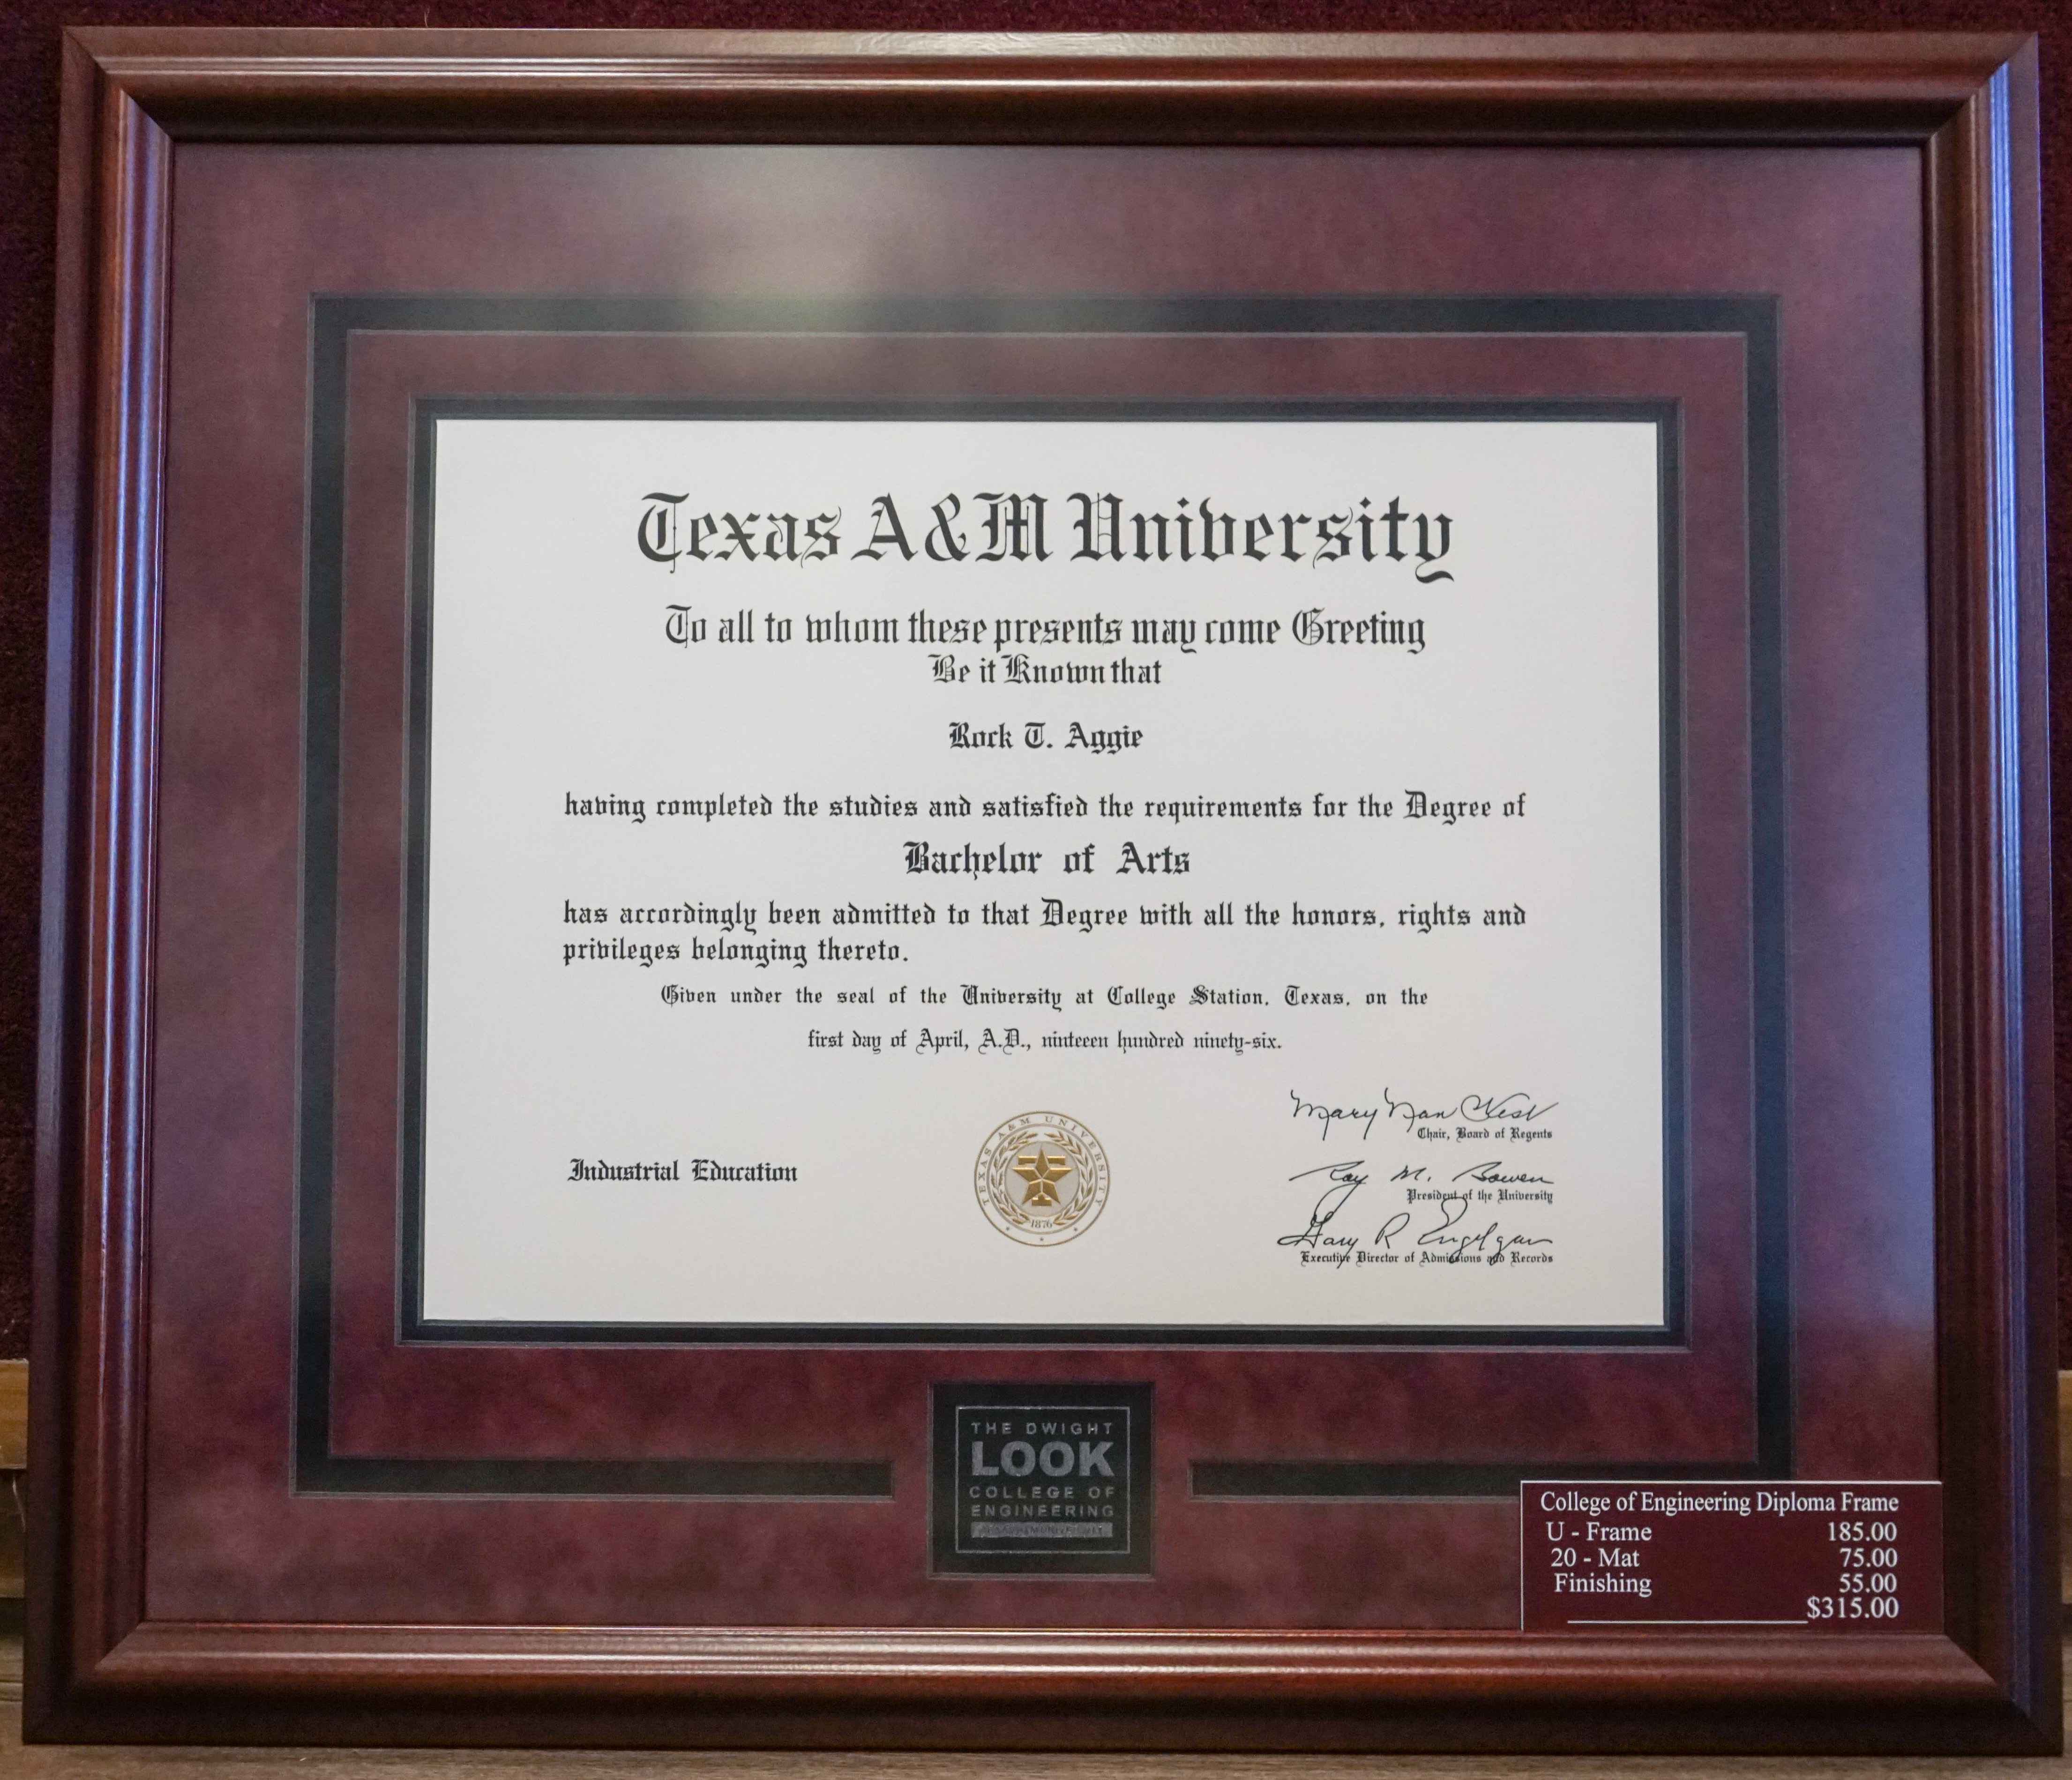 Texas A&M University
To all to whom these presents may come Greeting
Be it Known that
Rock T. Aggie
having completed the studies and satisfied the requirements for the Degree of
Bachelor of Arts
has accordingly been admitted to that Degree with all the honors, rights and
privileges belonging thereto.
Given under the seal of the University at College Station, Texas, on the
first day of April, A.D., ninteeen hundred ninety-six.
Mary Nan West
Chair, Board of Regents
Industrial Education
TEXAS A&M UNIVERSITY
1876
Ray M. Bowen
President of the University
Gary R Engelgau
Executive Director of Admissions and Records
THE DWIGHT
LOOK
COLLEGE OF
ENGINEERING
College of Engineering Diploma Frame
U - Frame 185.00
20 - Mat 75.00
Finishing 55.00
$315.00